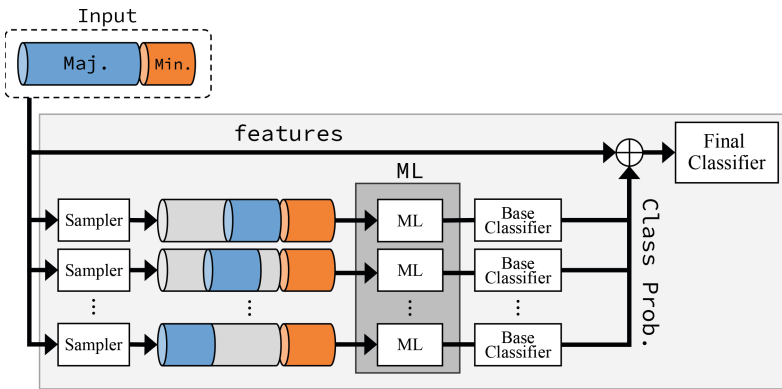 Input
Maj. Min.
features
Final
Classifier
ML
Class Prob.
Sampler ML Base
Classifier
Sampler ML Base
Classifier
⋮ ⋮ ⋮ ⋮
Sampler ML Base
Classifier